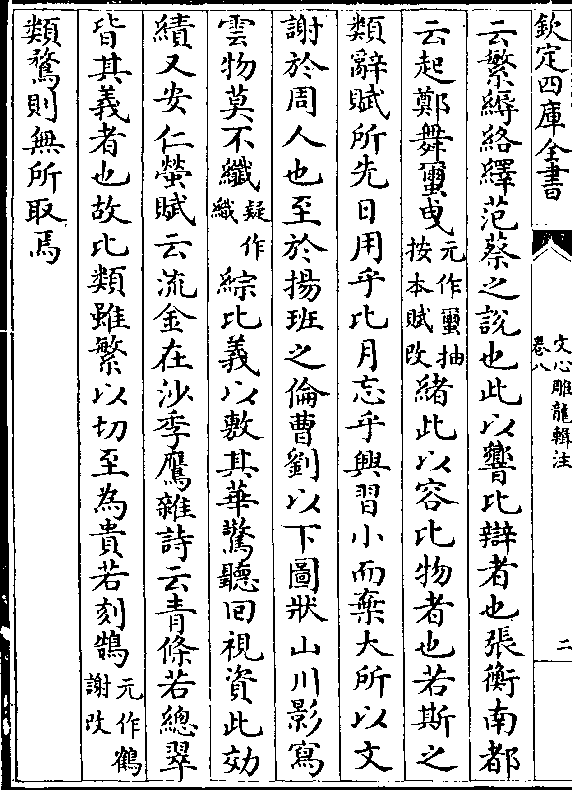 欽定四庫全書
文心雕龍輯注
卷八
二
云繁縟絡繹范蔡之說也此以響比辯者也張衡南都
云起鄭舞蠒曳元作蠒抽按本賦改緒此以容比物者也若斯之
類辭賦所先日用乎比月忘乎興習小而棄大所以文
謝於周人也至於揚班之倫曹劉以下圖狀山川影寫
雲物莫不纖疑作織綜比義以敷其華驚聽回視資此効
績又安仁螢賦云流金在沙季鷹雜詩云青條若總翠
皆其義者也故比類雖繁以切至為貴若刻鵠元作鶴謝改
類鶩則無所取焉